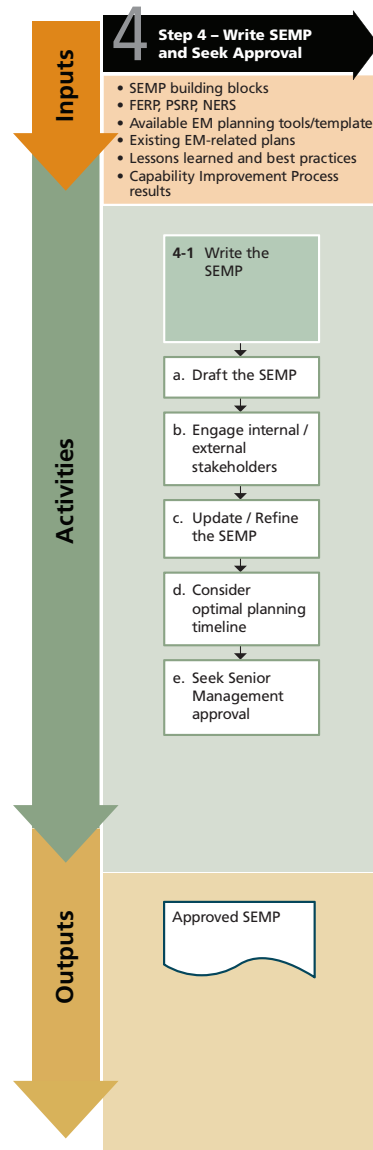 4
Step 4 – Write SEMP
and Seek Approval
Inputs
• SEMP building blocks
• FERP, PSRP, NERS
• Available EM planning tools/template
• Existing EM-related plans
• Lessons learned and best practices
• Capability Improvement Process
results
Activities
4-1 Write the
SEMP
a. Draft the SEMP
b. Engage internal /
external
stakeholders
c. Update / Refine
the SEMP
d. Consider
optimal planning
timeline
e. Seek Senior
Management
approval
Outputs
Approved SEMP